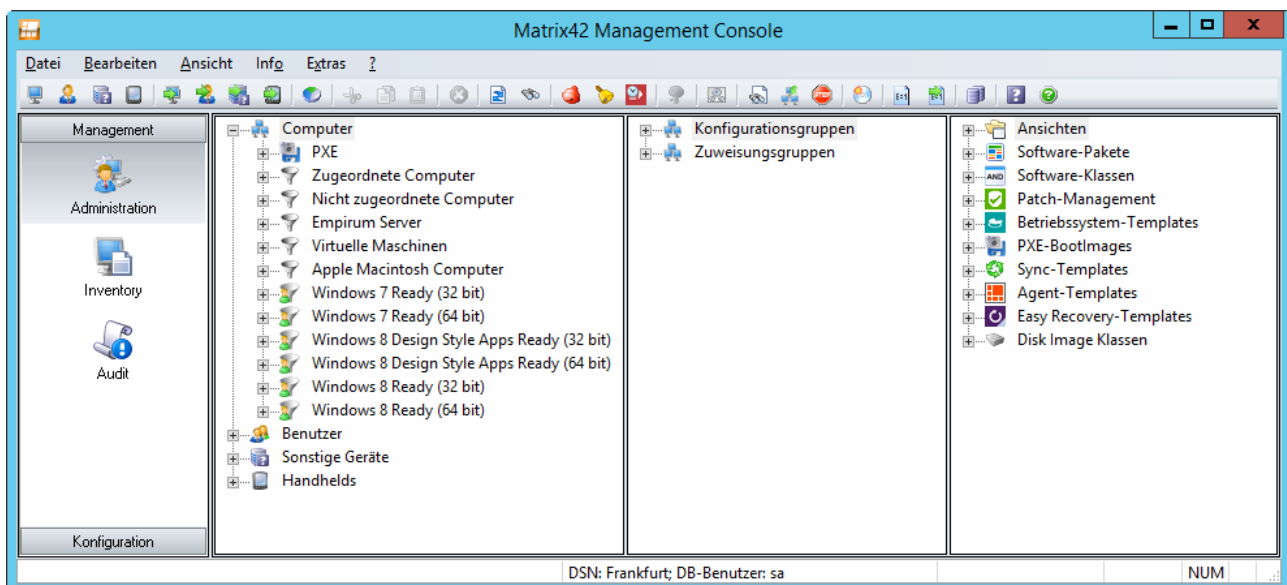 Matrix42 Management Console
Datei Bearbeiten Ansicht Info Extras ?
Management
Administration
Inventory
Audit
Konfiguration
Computer
PXE
Zugeordnete Computer
Nicht zugeordnete Computer
Empirum Server
Virtuelle Maschinen
Apple Macintosh Computer
Windows 7 Ready (32 bit)
Windows 7 Ready (64 bit)
Windows 8 Design Style Apps Ready (32 bit)
Windows 8 Design Style Apps Ready (64 bit)
Windows 8 Ready (32 bit)
Windows 8 Ready (64 bit)
Benutzer
Sonstige Geräte
Handhelds
Konfigurationsgruppen
Zuweisungsgruppen
Ansichten
Software-Pakete
AND Software-Klassen
Patch-Management
Betriebssystem-Templates
PXE-BootImages
Sync-Templates
Agent-Templates
Easy Recovery-Templates
Disk Image Klassen
DSN: Frankfurt; DB-Benutzer: sa
NUM